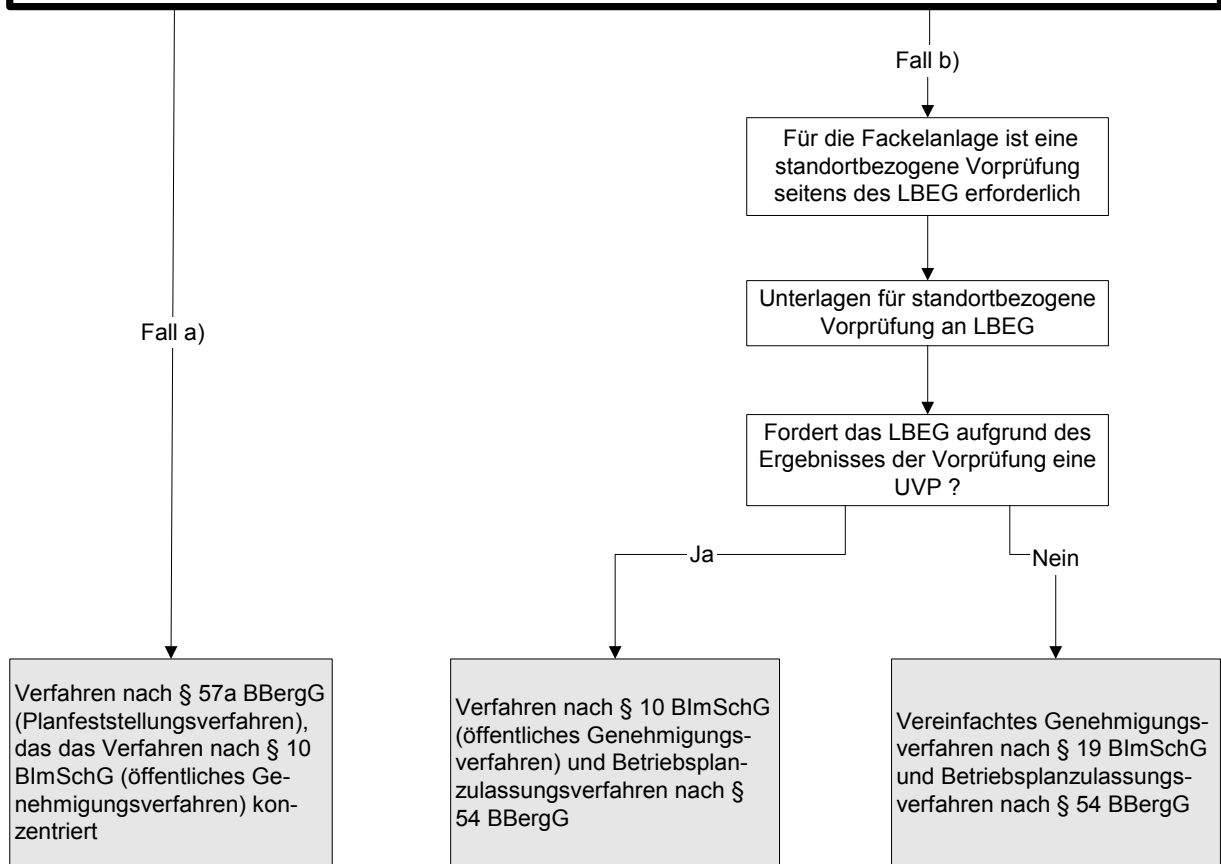 Fall b)
Für die Fackelanlage ist eine
standortbezogene Vorprüfung
seitens des LBEG erforderlich
Unterlagen für standortbezogene
Vorprüfung an LBEG
Fall a)
Fordert das LBEG aufgrund des
Ergebnisses der Vorprüfung eine
UVP ?
Ja
Nein
Verfahren nach § 57a BBergG
(Planfeststellungsverfahren),
das das Verfahren nach § 10
BImSchG (öffentliches Ge-
nehmigungsverfahren) kon-
zentriert
Verfahren nach § 10 BImSchG
(öffentliches Genehmigungs-
verfahren) und Betriebsplan-
zulassungsverfahren nach §
54 BBergG
Vereinfachtes Genehmigungs-
verfahren nach § 19 BImSchG
und Betriebsplanzulassungs-
verfahren nach § 54 BBergG